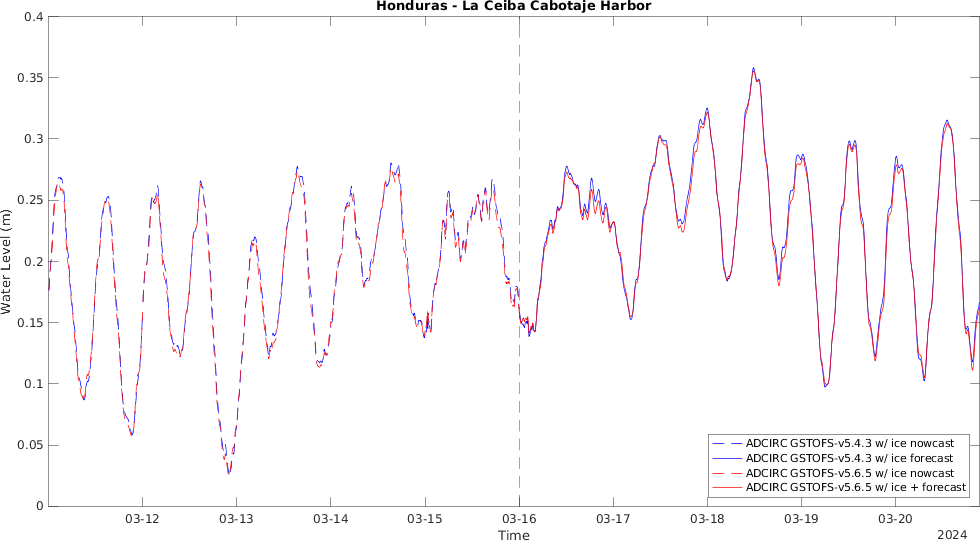 Honduras - La Ceiba Cabotaje Harbor
0.4
0.35
0.3
0.25
0.2
0.15
0.1
0.05
0
Water Level (m)
03-12 03-13 03-14 03-15 03-16 03-17 03-18 03-19 03-20
Time
2024
ADCIRC GSTOFS-v5.4.3 w/ ice nowcast
ADCIRC GSTOFS-v5.4.3 w/ ice forecast
ADCIRC GSTOFS-v5.6.5 w/ ice nowcast
ADCIRC GSTOFS-v5.6.5 w/ ice + forecast